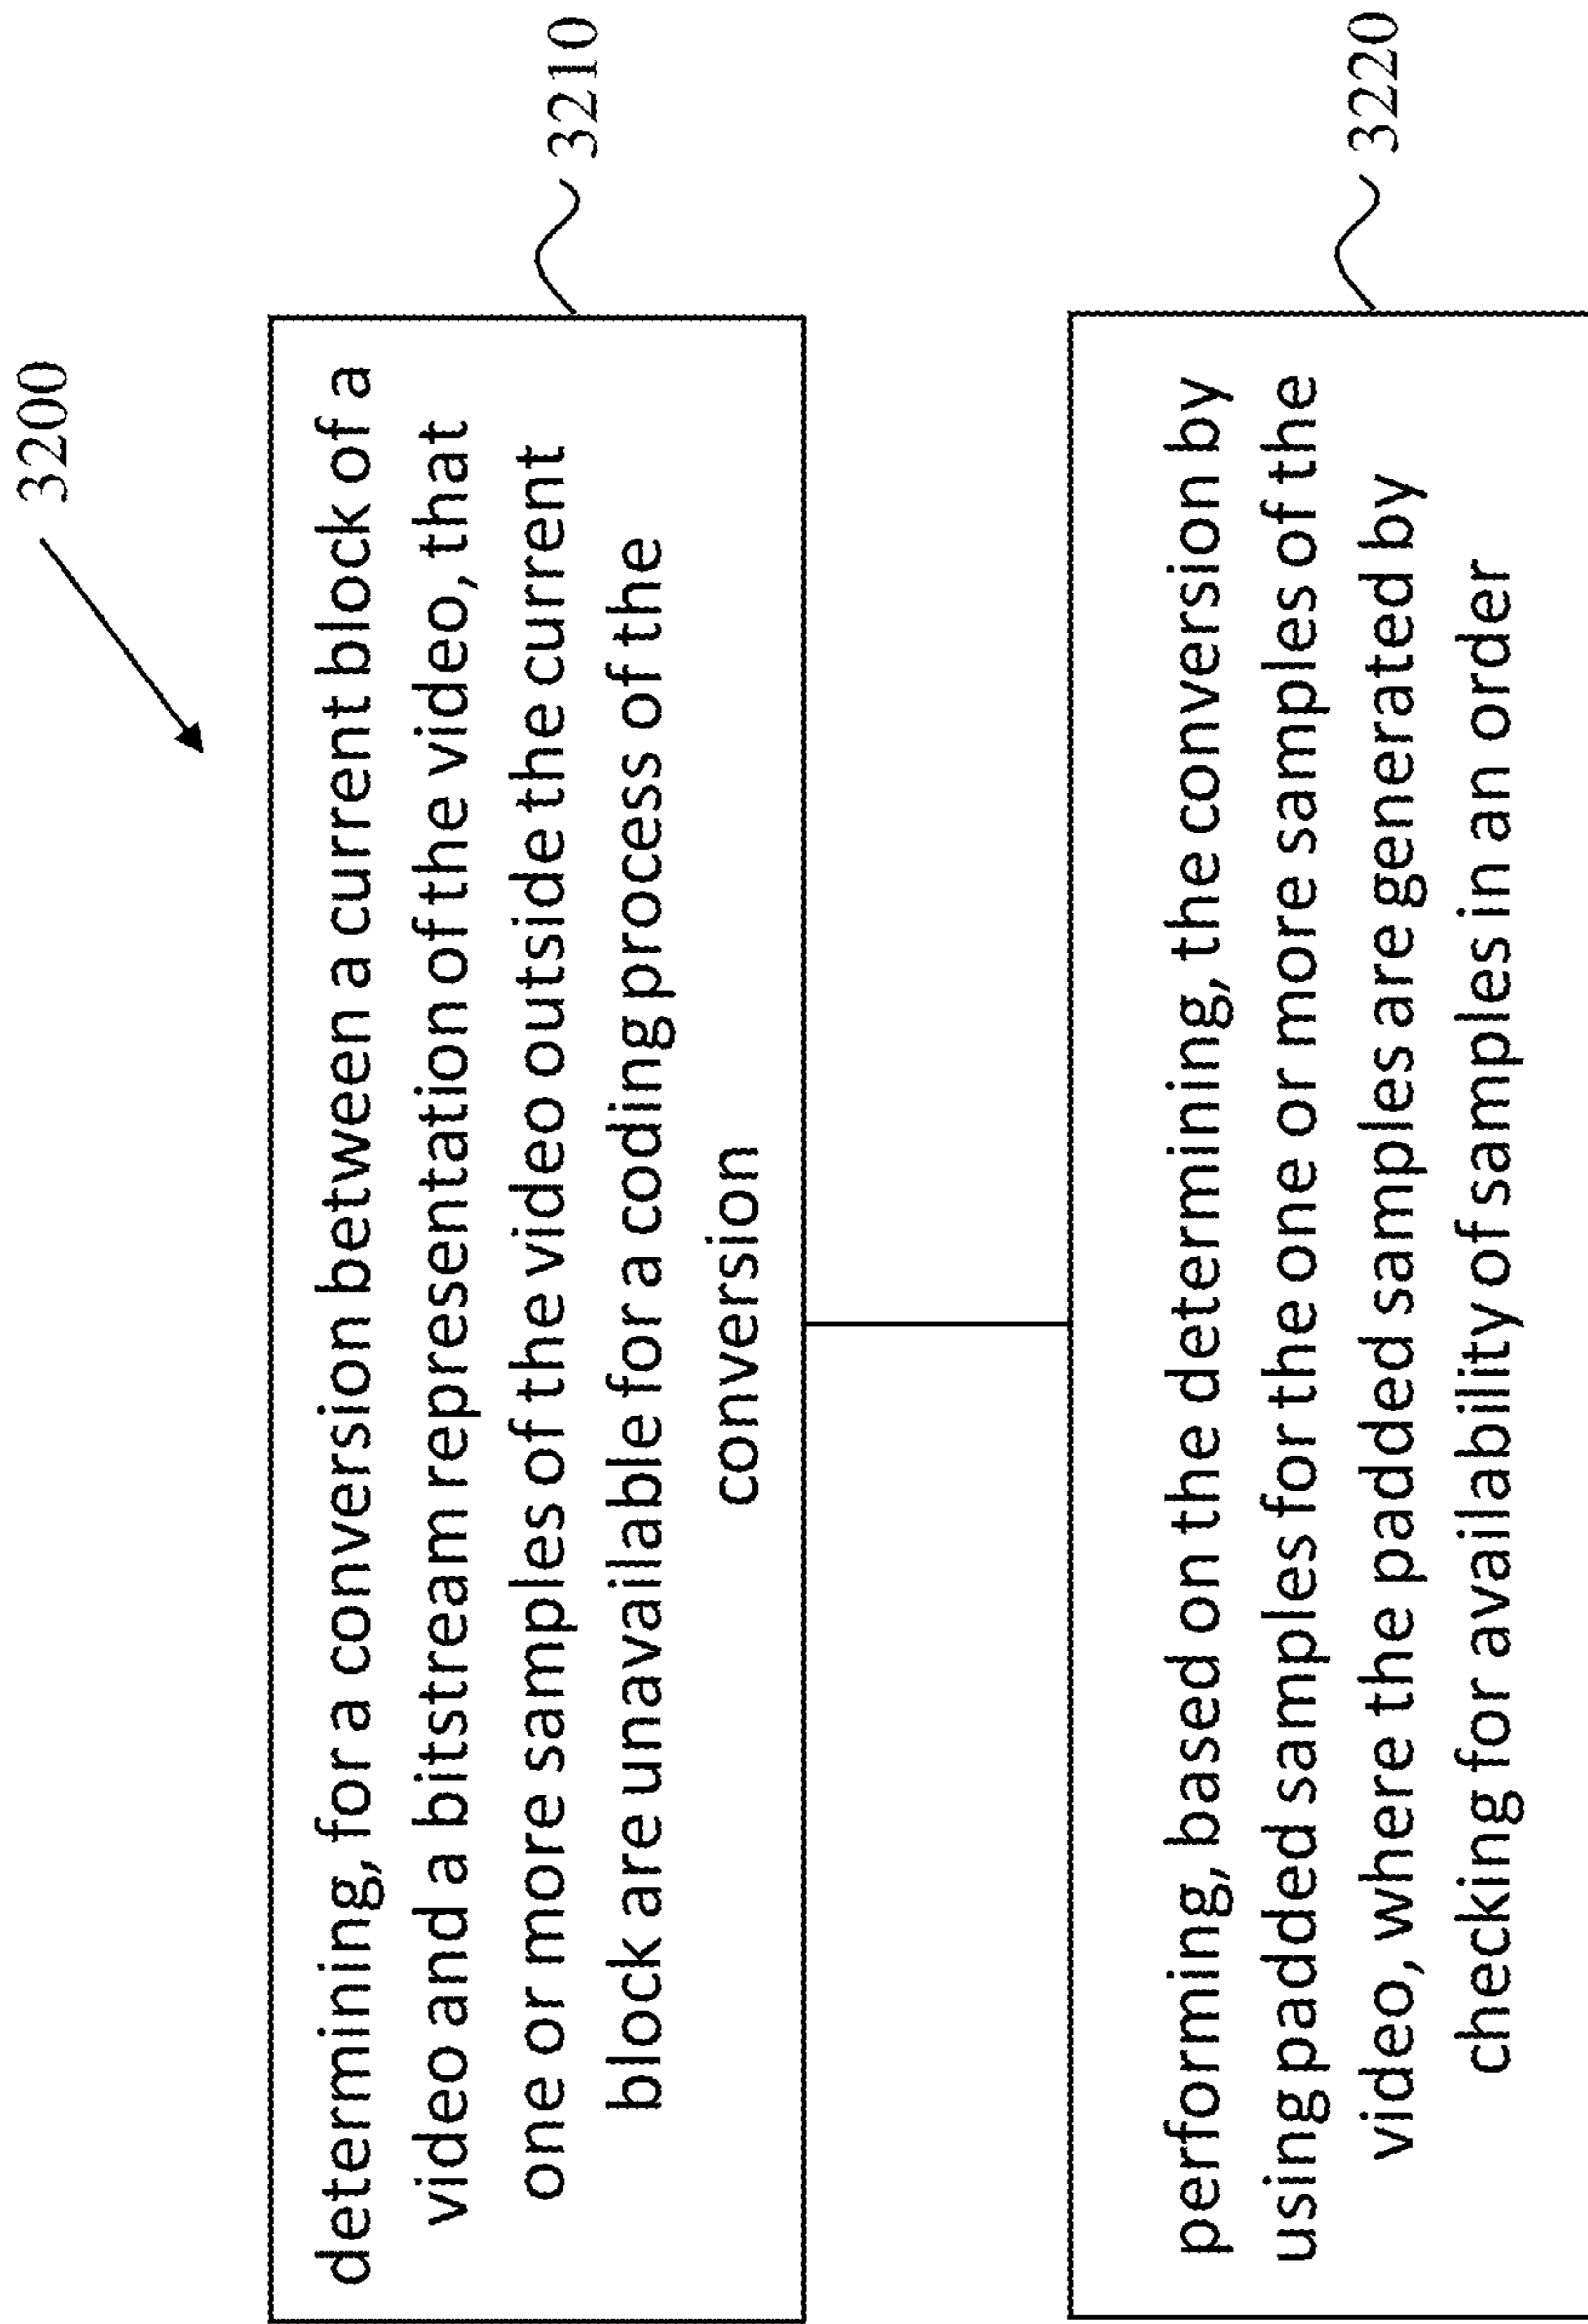 3200
determining, for a conversion between a current block of a
video and a bitstream representation of the video, that
one or more samples of the video outside the current
block are unavailable for a coding process of the
conversion
3210
performing, based on the determining, the conversion by
using padded samples for the one or more samples of the
video, where the padded samples are generated by
checking for availability of samples in an order
3220